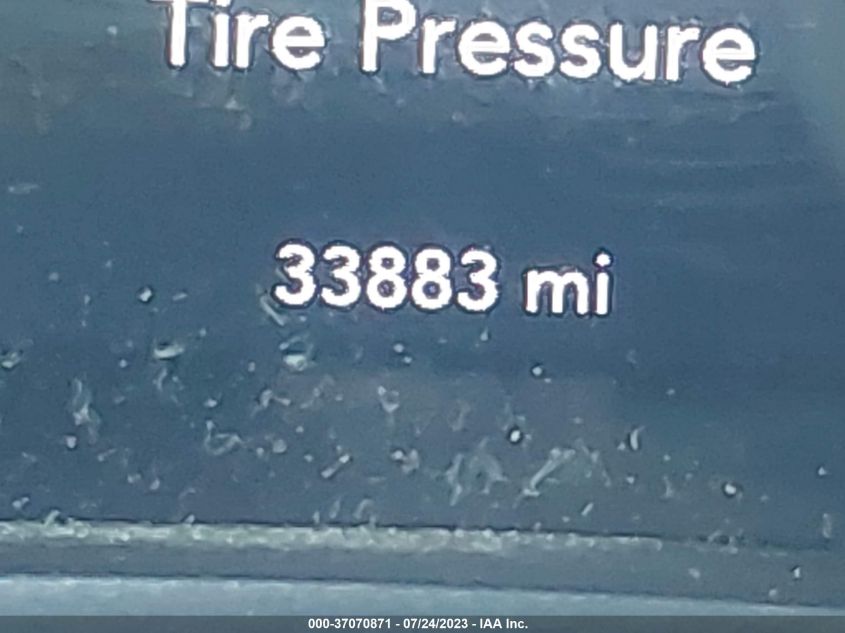 Tire Pressure
33883 mi
000-37070871 - 07/24/2023 - IAA Inc.